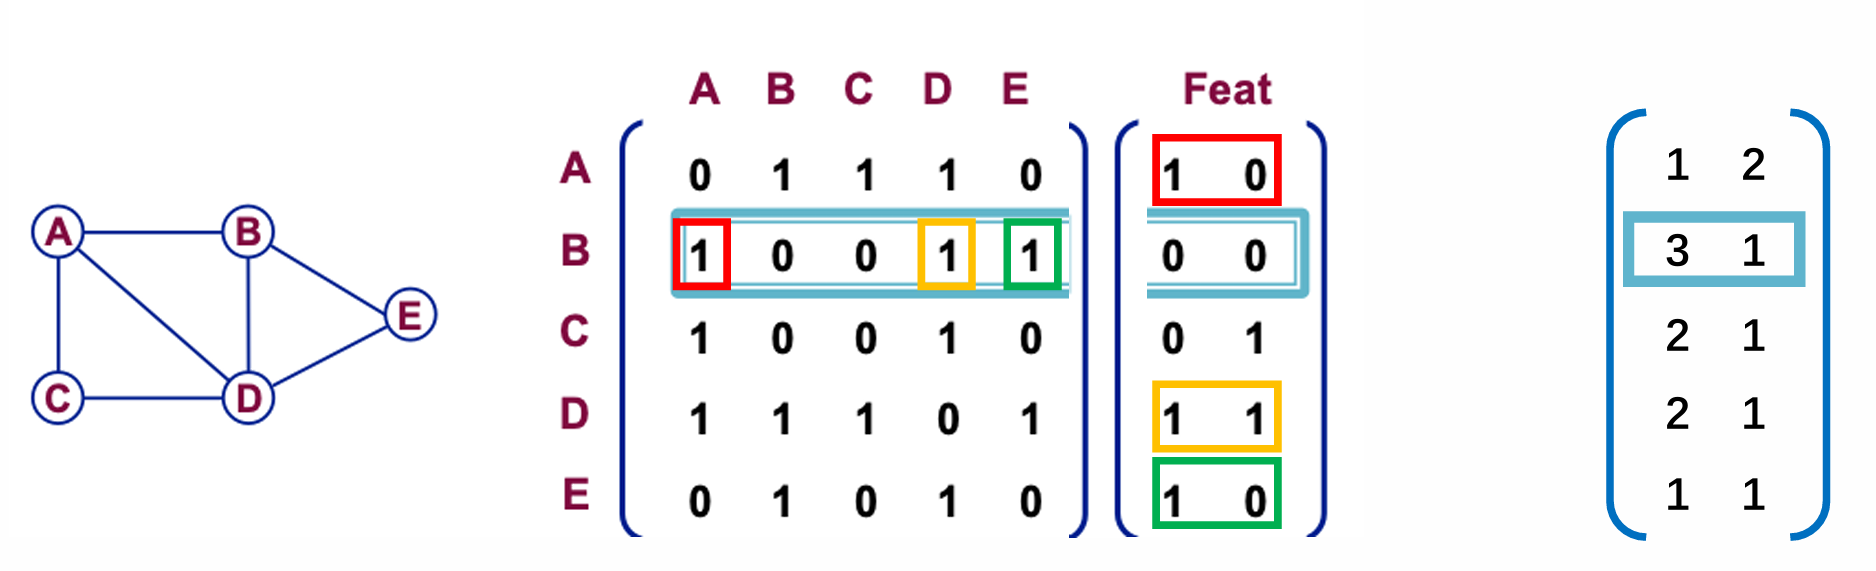 A B C D E Feat
A 0 1 1 1 0 1 0 1 2
A B
B 1 0 0 1 1 0 0 3 1
E
C 1 0 0 1 0 0 1 2 1
C D
D 1 1 1 0 1 1 1 2 1
E 0 1 0 1 0 1 0 1 1